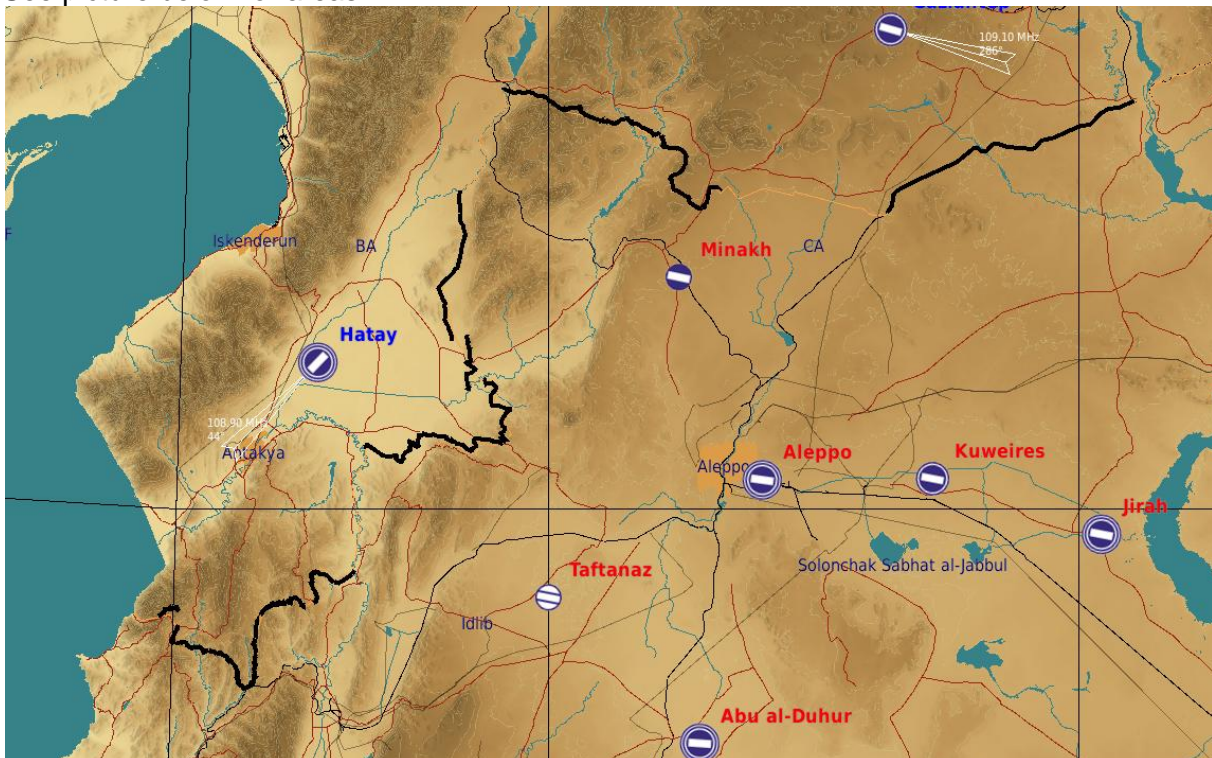 Gaziantep
109.10 MHz
286°
F
Iskenderun
BA
Minakh
CA
Hatay
108.90 MHz
44°
Antakya
Aleppo
Aleppo
Kuweires
Jirah
Solonchak Sabhat al-Jabbul
Taftanaz
Idlib
Abu al-Duhur